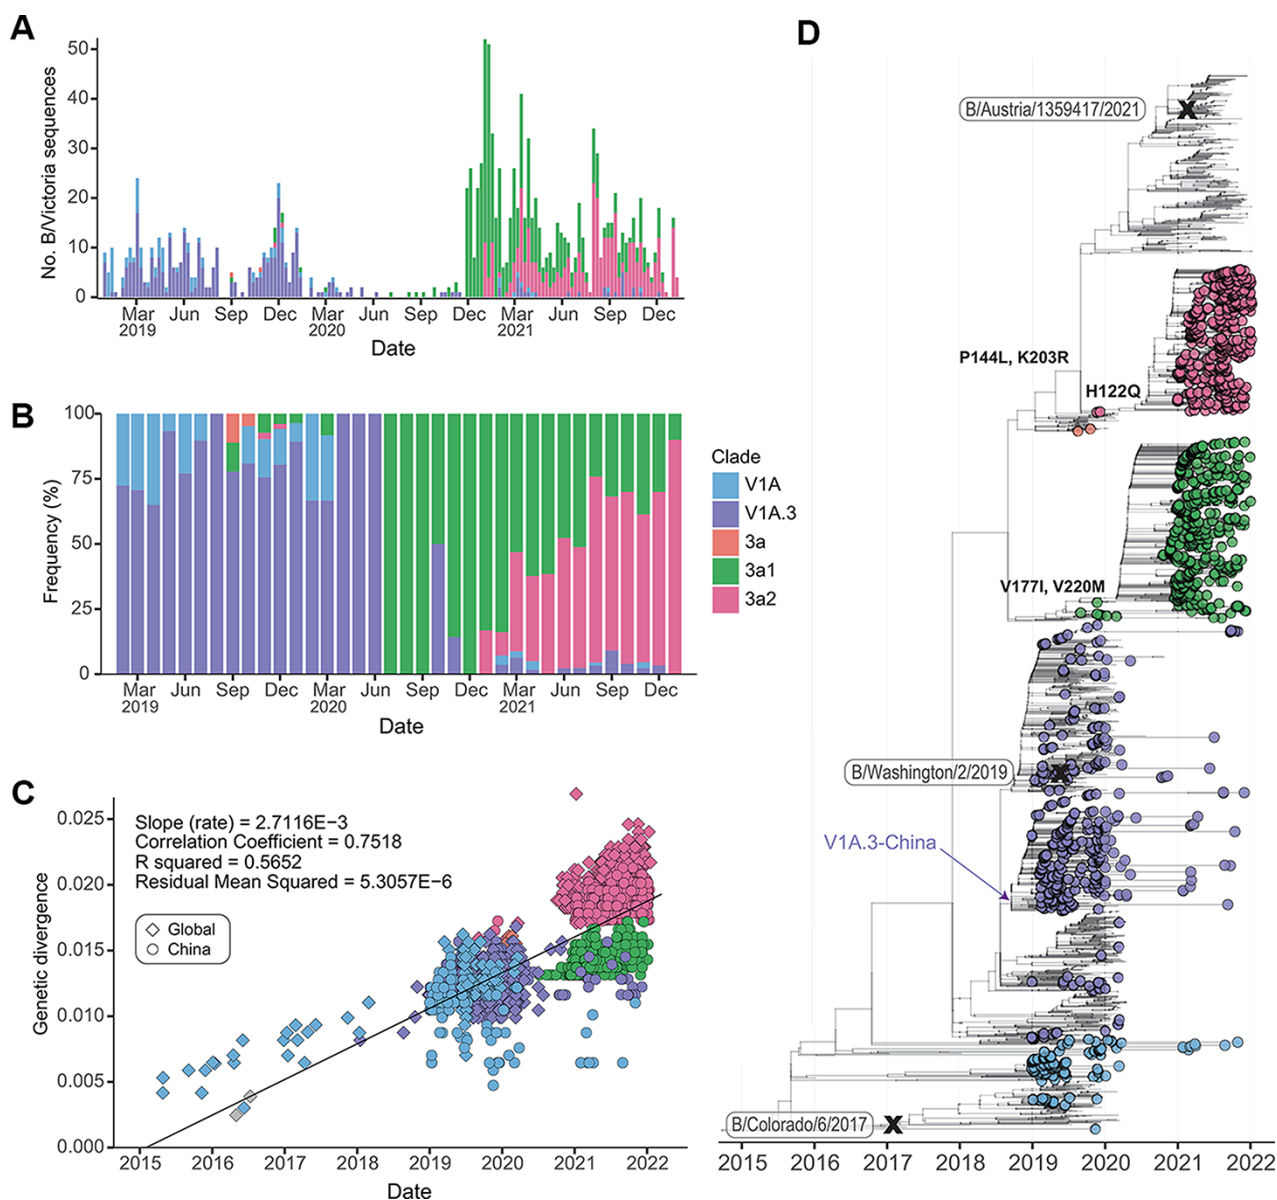 A
No. B/Victoria sequences
50
40
30
20
10
0
Mar Jun Sep Dec Mar Jun Sep Dec Mar Jun Sep Dec
2019 2020 2021
Date
B
Frequency (%)
100
75
50
25
0
Mar Jun Sep Dec Mar Jun Sep Dec Mar Jun Sep Dec
2019 2020 2021
Date
Clade
V1A
V1A.3
3a
3a1
3a2
C
Genetic divergence
0.025
0.020
0.015
0.010
0.005
0.000
Slope (rate) = 2.7116E−3
Correlation Coefficient = 0.7518
R squared = 0.5652
Residual Mean Squared = 5.3057E−6
Global
China
2015 2016 2017 2018 2019 2020 2021 2022
Date
D
B/Austria/1359417/2021
X
P144L, K203R
H122Q
V177I, V220M
B/Washington/2/2019
X
V1A.3-China
B/Colorado/6/2017
X
2015 2016 2017 2018 2019 2020 2021 2022